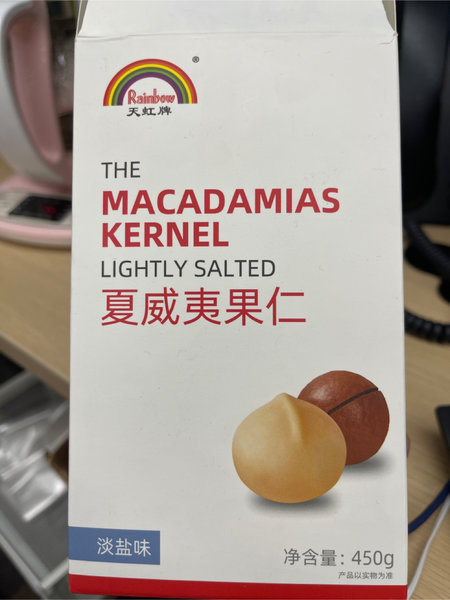 ®
Rainbow
天虹牌
THE
MACADAMIAS
KERNEL
LIGHTLY SALTED
夏威夷果仁
淡盐味
净含量: 450g
产品以实物为准